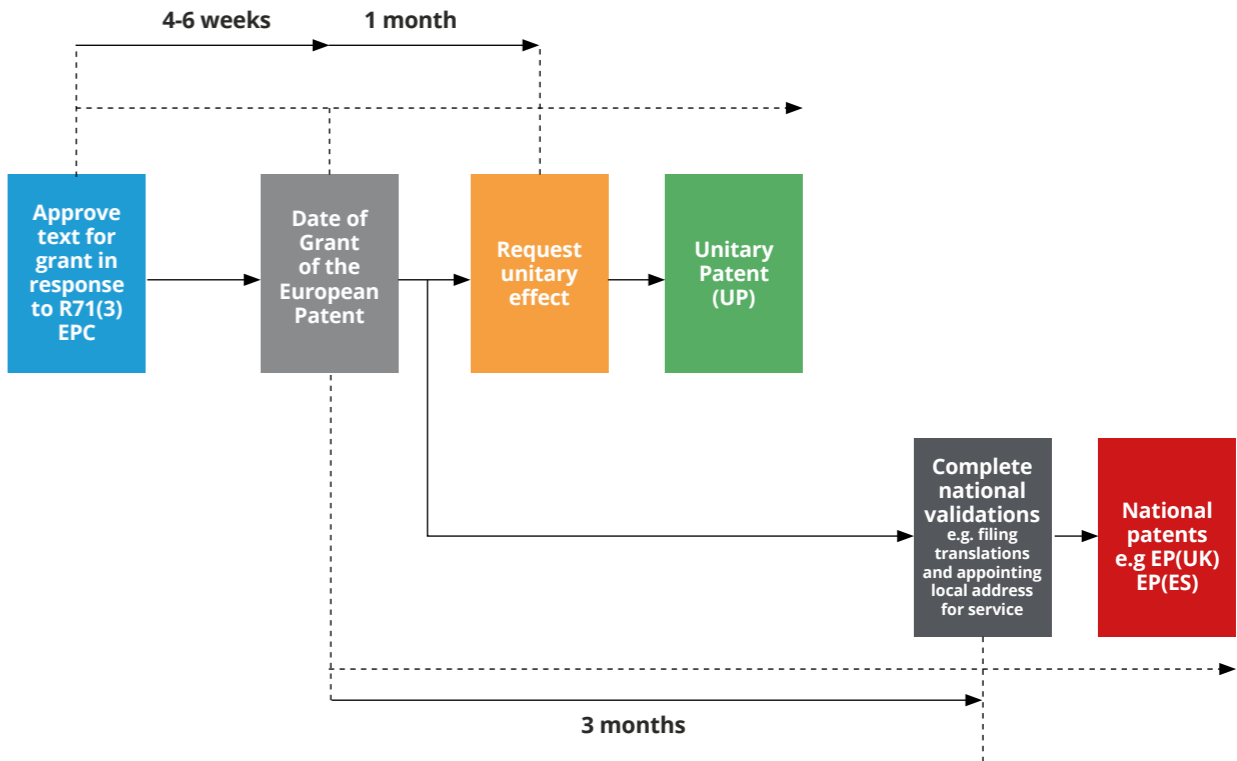 4-6 weeks
1 month
Approve
text for
grant in
response
to R71(3)
EPC
Date of
Grant
of the
European
Patent
Request
unitary
effect
Unitary
Patent
(UP)
Complete
national
validations
e.g. filing
translations
and appointing
local address
for service
National
patents
e.g EP(UK)
EP(ES)
3 months